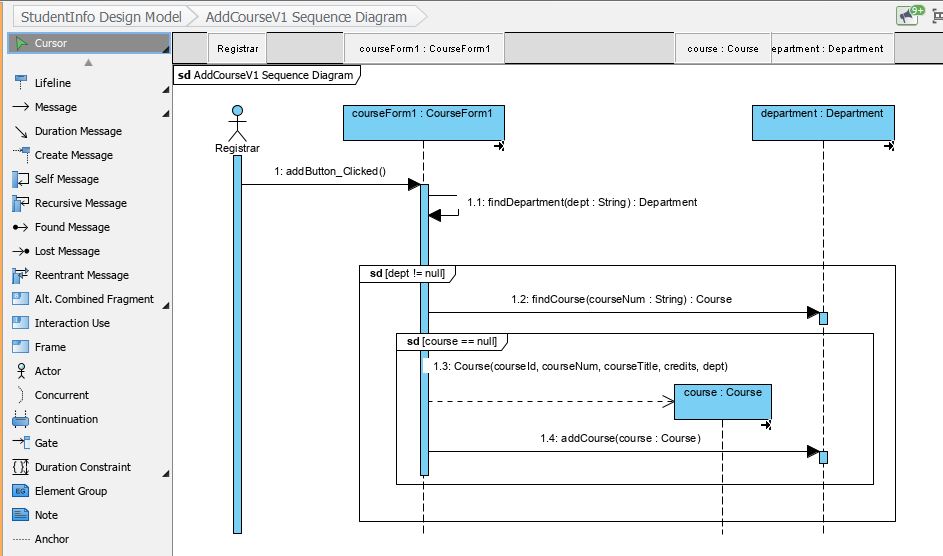 StudentInfo Design Model
AddCourseV1 Sequence Diagram
9+
Cursor
Lifeline
Message
Duration Message
Create Message
Self Message
Recursive Message
Found Message
Lost Message
Reentrant Message
Alt. Combined Fragment
Interaction Use
Frame
Actor
Concurrent
Continuation
Gate
Duration Constraint
EG Element Group
Note
Anchor
Registrar
courseForm1 : CourseForm1
course : Course
epartment : Department
sd AddCourseV1 Sequence Diagram
Registrar
courseForm1 : CourseForm1
department : Department
1: addButton_Clicked()
1.1: findDepartment(dept : String) : Department
sd [dept != null]
1.2: findCourse(courseNum : String) : Course
sd [course == null]
1.3: Course(courseId, courseNum, courseTitle, credits, dept)
course : Course
1.4: addCourse(course : Course)